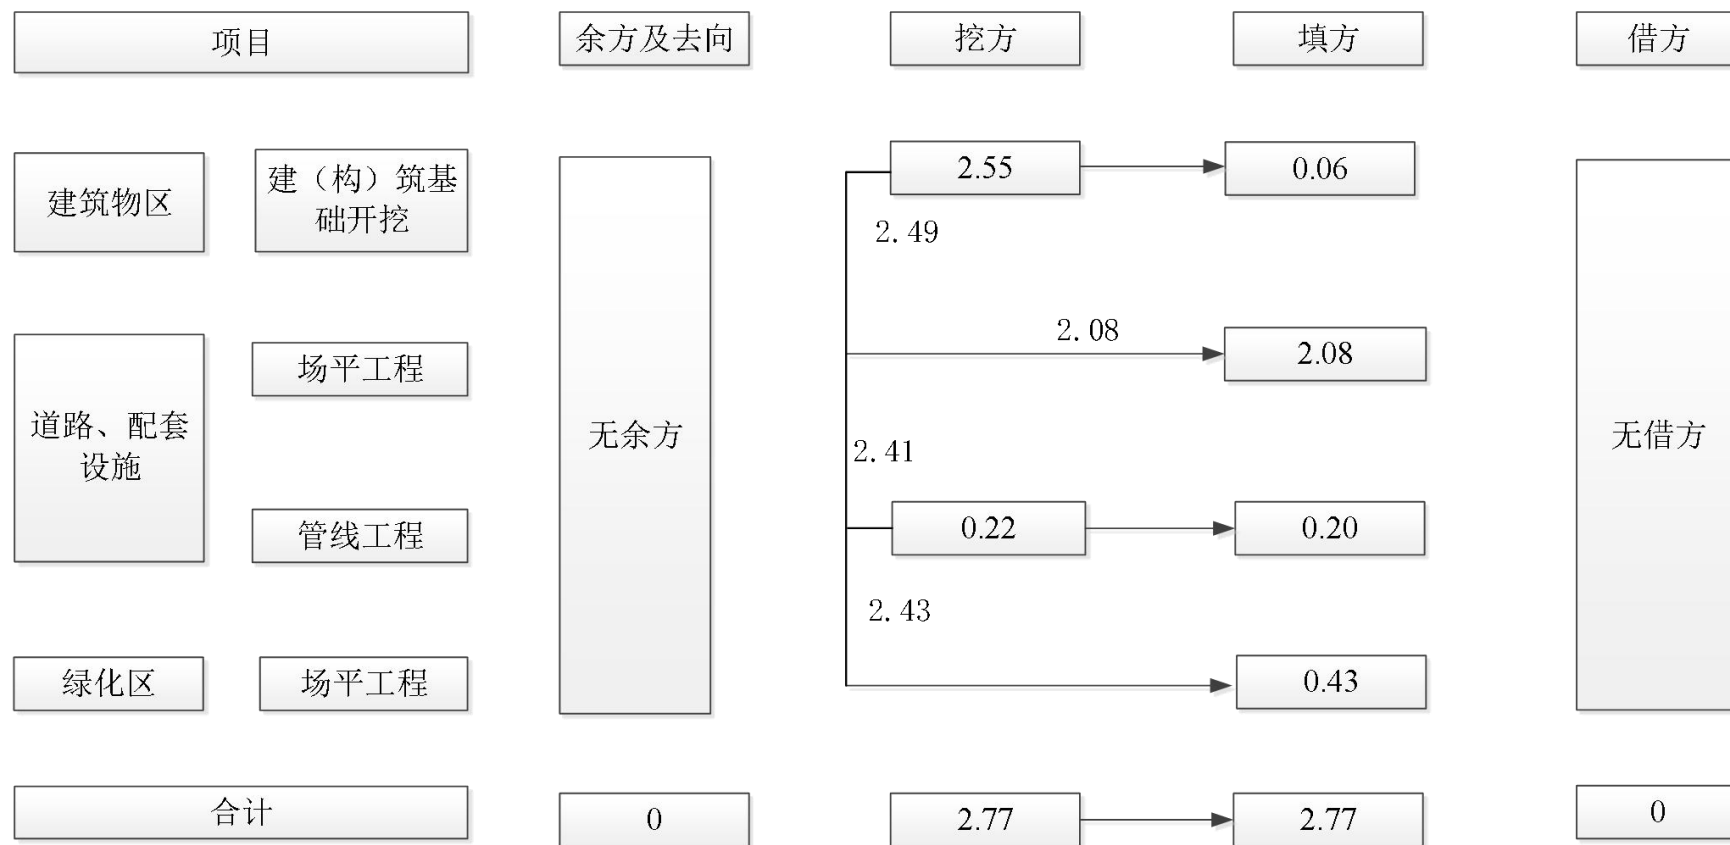 项目
余方及去向
挖方
填方
借方
建筑物区
建（构）筑基
础开挖
2.55
0.06
2.49
道路、配套
设施
场平工程
2.08
2.08
无余方
无借方
2.41
管线工程
0.22
0.20
2.43
绿化区
场平工程
0.43
合计
0
2.77
2.77
0